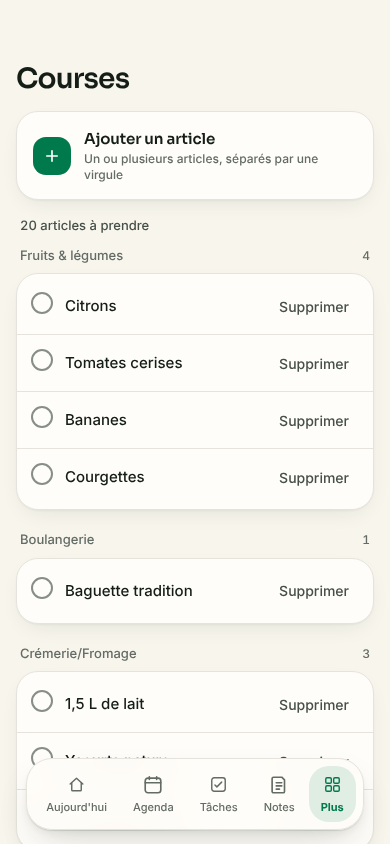 Courses
Ajouter un article
Un ou plusieurs articles, séparés par une
virgule
20 articles à prendre
Fruits & légumes 4
Citrons Supprimer
Tomates cerises Supprimer
Bananes Supprimer
Courgettes Supprimer
Boulangerie 1
Baguette tradition Supprimer
Crémerie/Fromage 3
1,5 L de lait Supprimer
Aujourd'hui Agenda Tâches Notes Plus